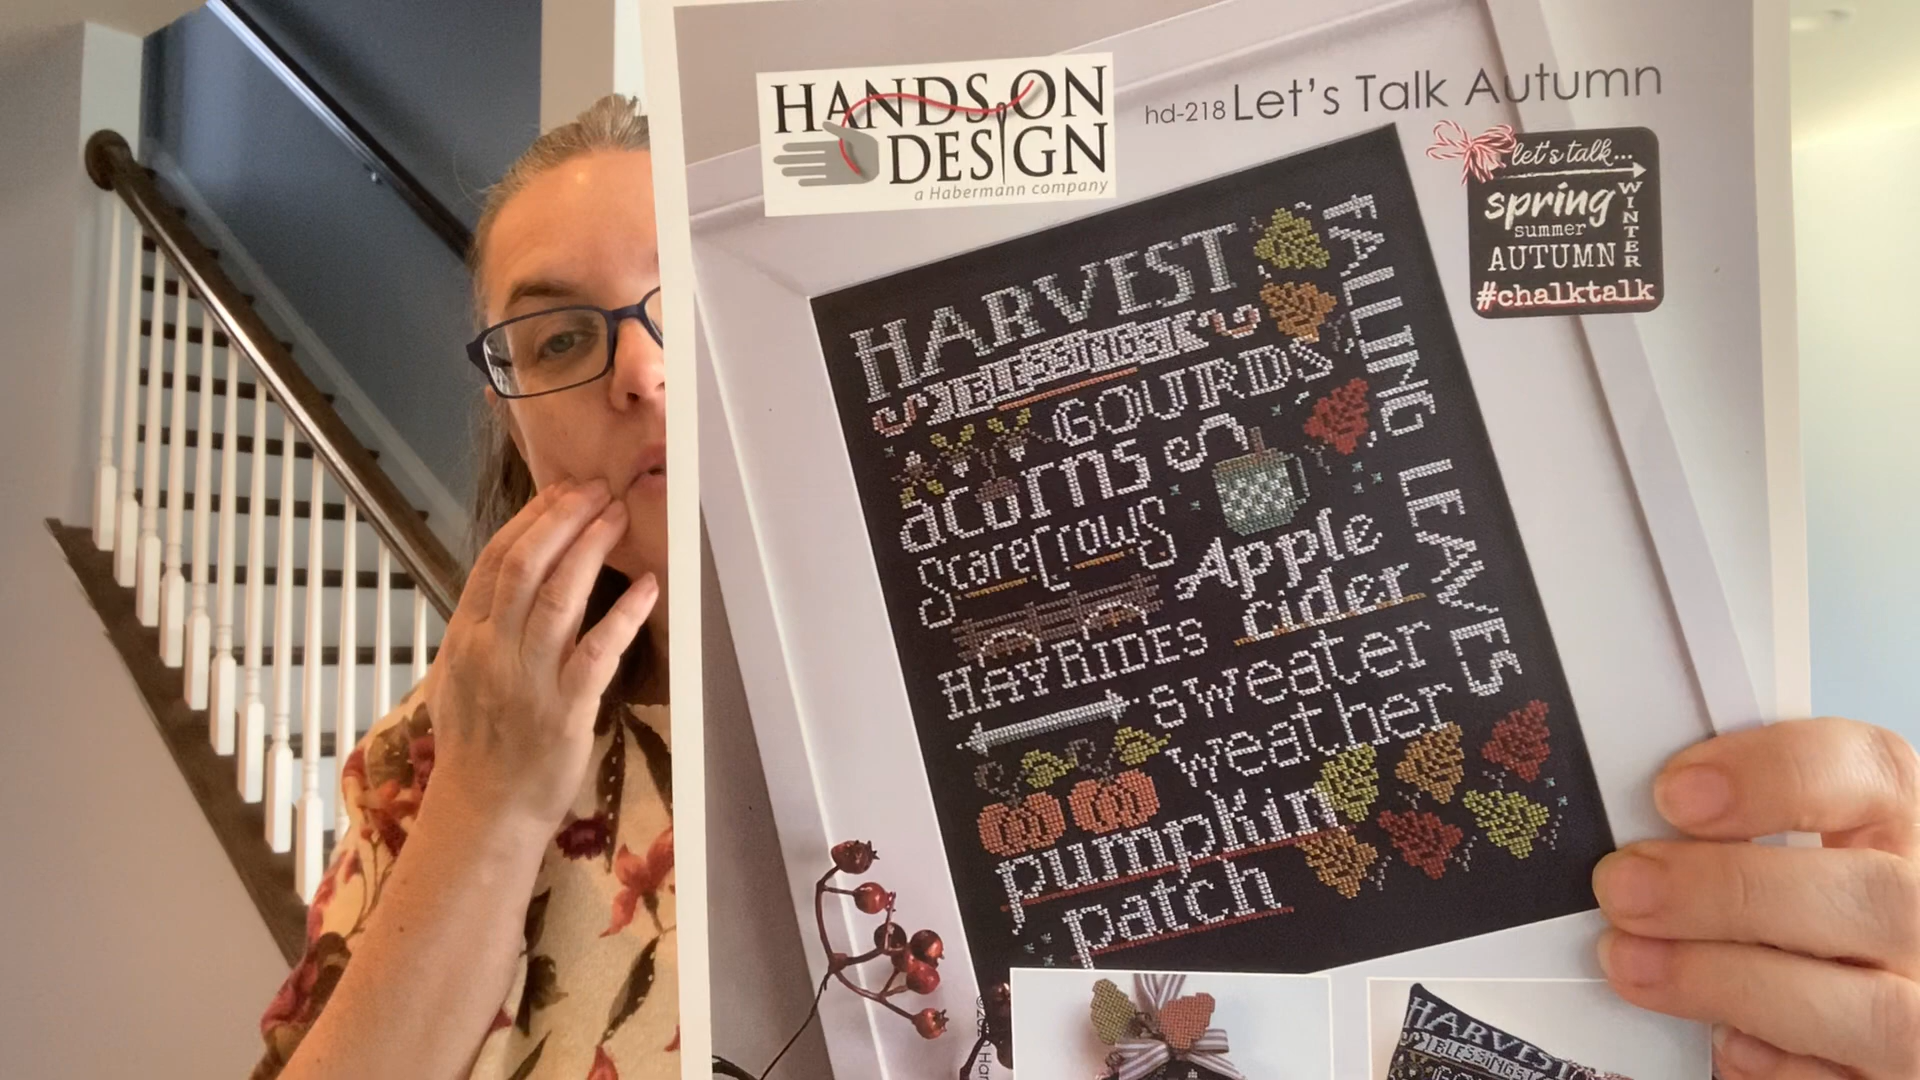 HANDS ON
DESIGN
a Habermann company
hd-218 Let's Talk Autumn
let's talk...
spring
summer
AUTUMN
WINTER
#chalktalk
HARVEST
BLESSINGS
GOURDS
acorns
Scarecrows
Apple
cider
HAYRIDES
sweater
weather
pumpkin
patch
FALLING LEAVES
HARVEST
BLESSINGS